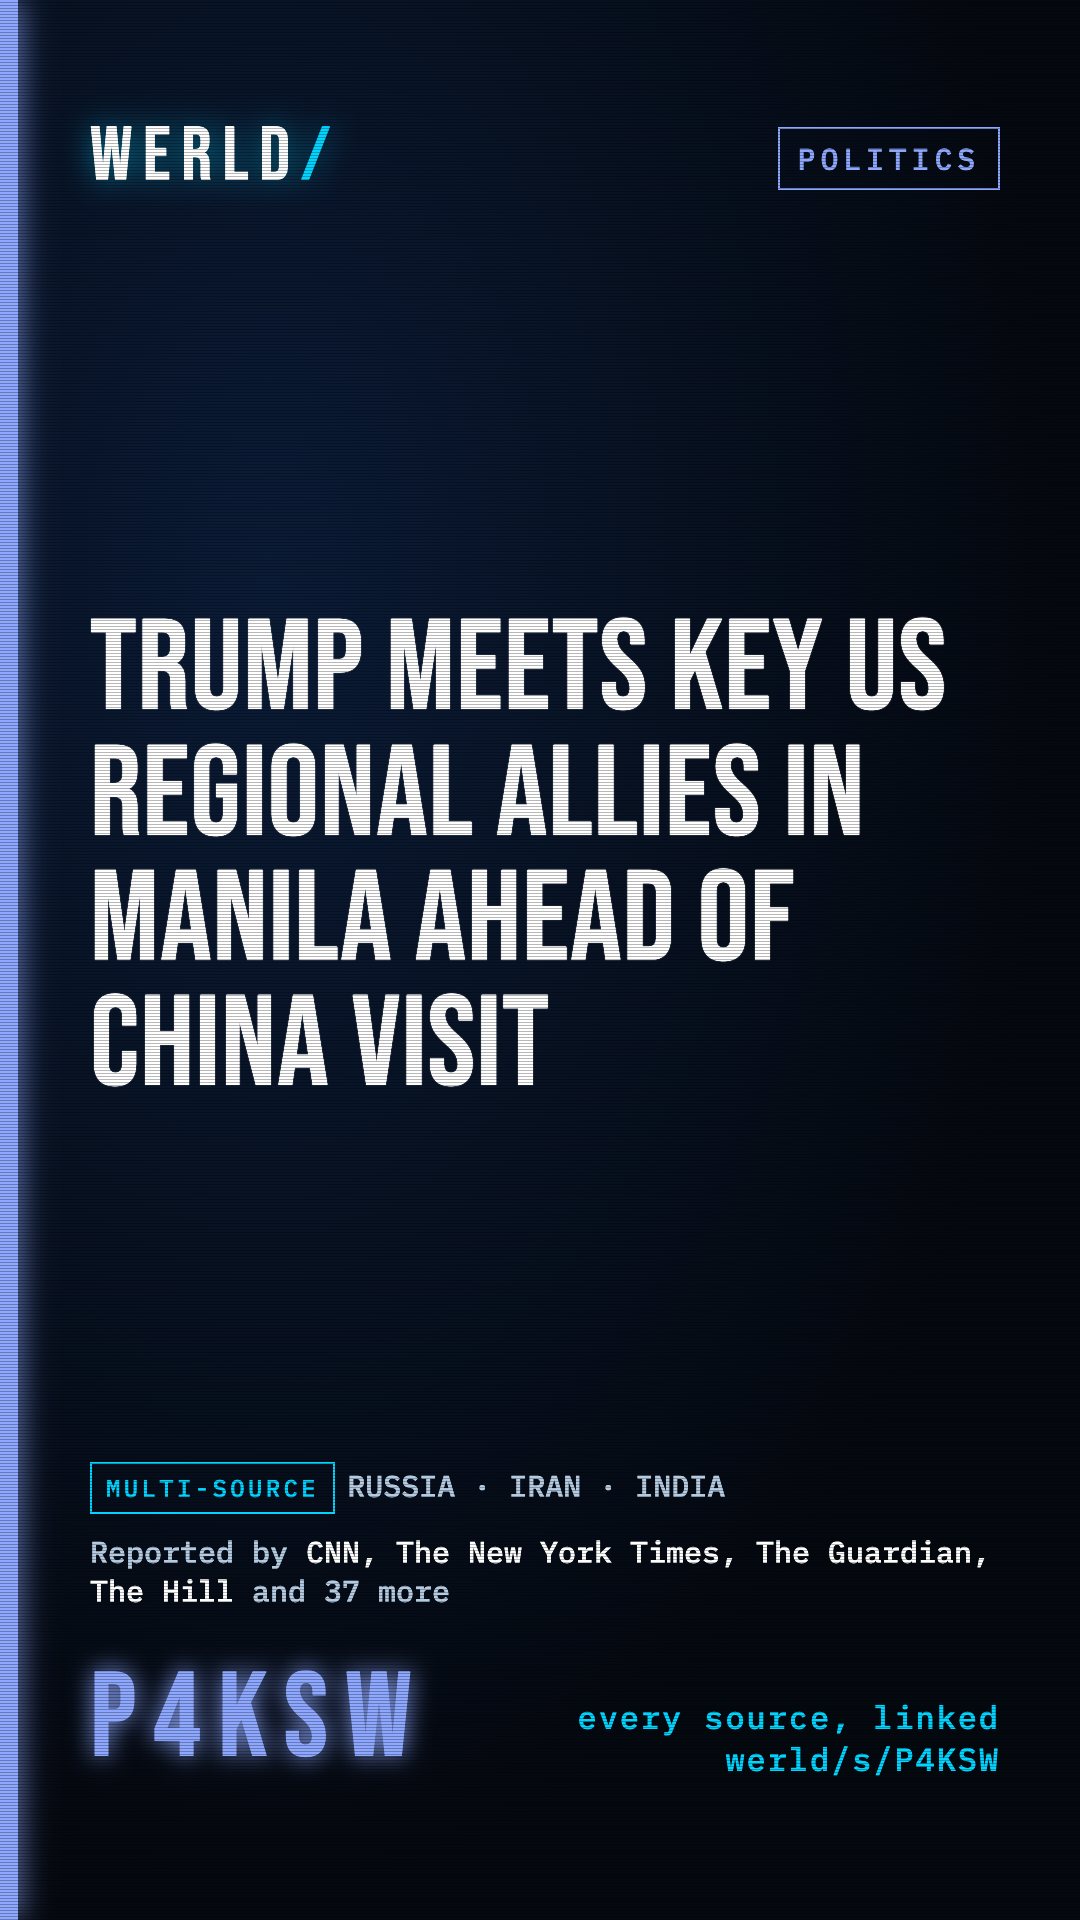 WERLD/
POLITICS
TRUMP MEETS KEY US
REGIONAL ALLIES IN
MANILA AHEAD OF
CHINA VISIT
MULTI-SOURCE RUSSIA · IRAN · INDIA
Reported by CNN, The New York Times, The Guardian,
The Hill and 37 more
P4KSW
every source, linked
werld/s/P4KSW